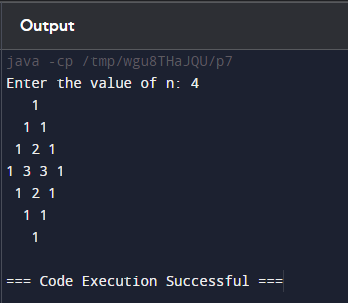 Output
java -cp /tmp/wgu8THaJQU/p7
Enter the value of n: 4
   1
  1 1
 1 2 1
1 3 3 1
 1 2 1
  1 1
   1
=== Code Execution Successful ===